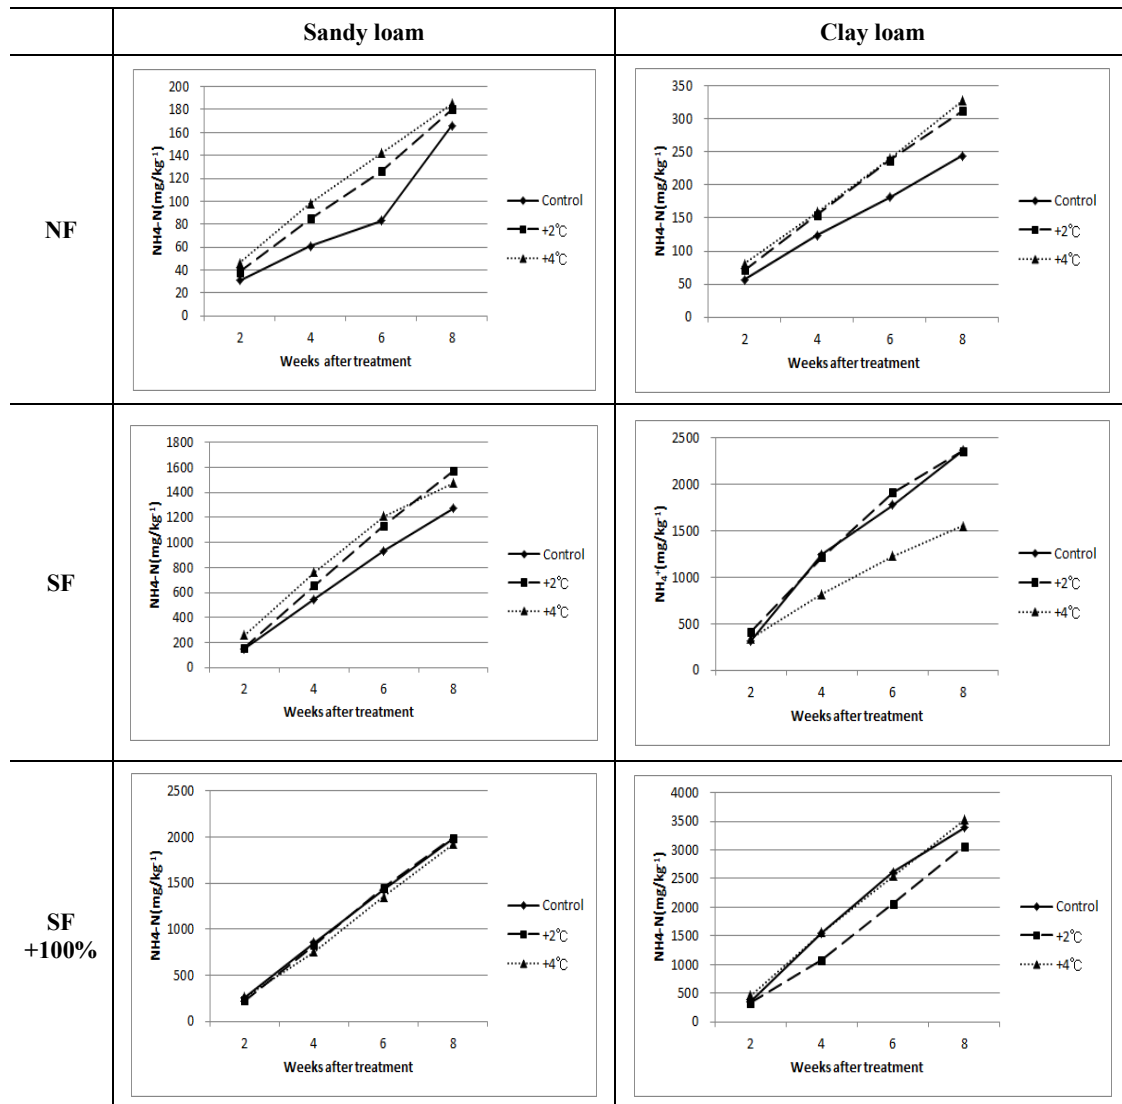 Sandy loam
Clay loam
NF
200
180
160
140
120
100
80
60
40
20
0
NH4-N(mg/kg⁻¹)
2 4 6 8
Weeks after treatment
Control
+2℃
+4℃
350
300
250
200
150
100
50
0
NH4-N(mg/kg⁻¹)
2 4 6 8
Weeks after treatment
Control
+2℃
+4℃
SF
1800
1600
1400
1200
1000
800
600
400
200
0
NH4-N(mg/kg⁻¹)
2 4 6 8
Weeks after treatment
Control
+2℃
+4℃
2500
2000
1500
1000
500
0
NH₄⁺(mg/kg⁻¹)
2 4 6 8
Weeks after treatment
Control
+2℃
+4℃
SF
+100%
2500
2000
1500
1000
500
0
NH4-N(mg/kg⁻¹)
2 4 6 8
Weeks after treatment
Control
+2℃
+4℃
4000
3500
3000
2500
2000
1500
1000
500
0
NH4-N(mg/kg⁻¹)
2 4 6 8
Weeks after treatment
Control
+2℃
+4℃